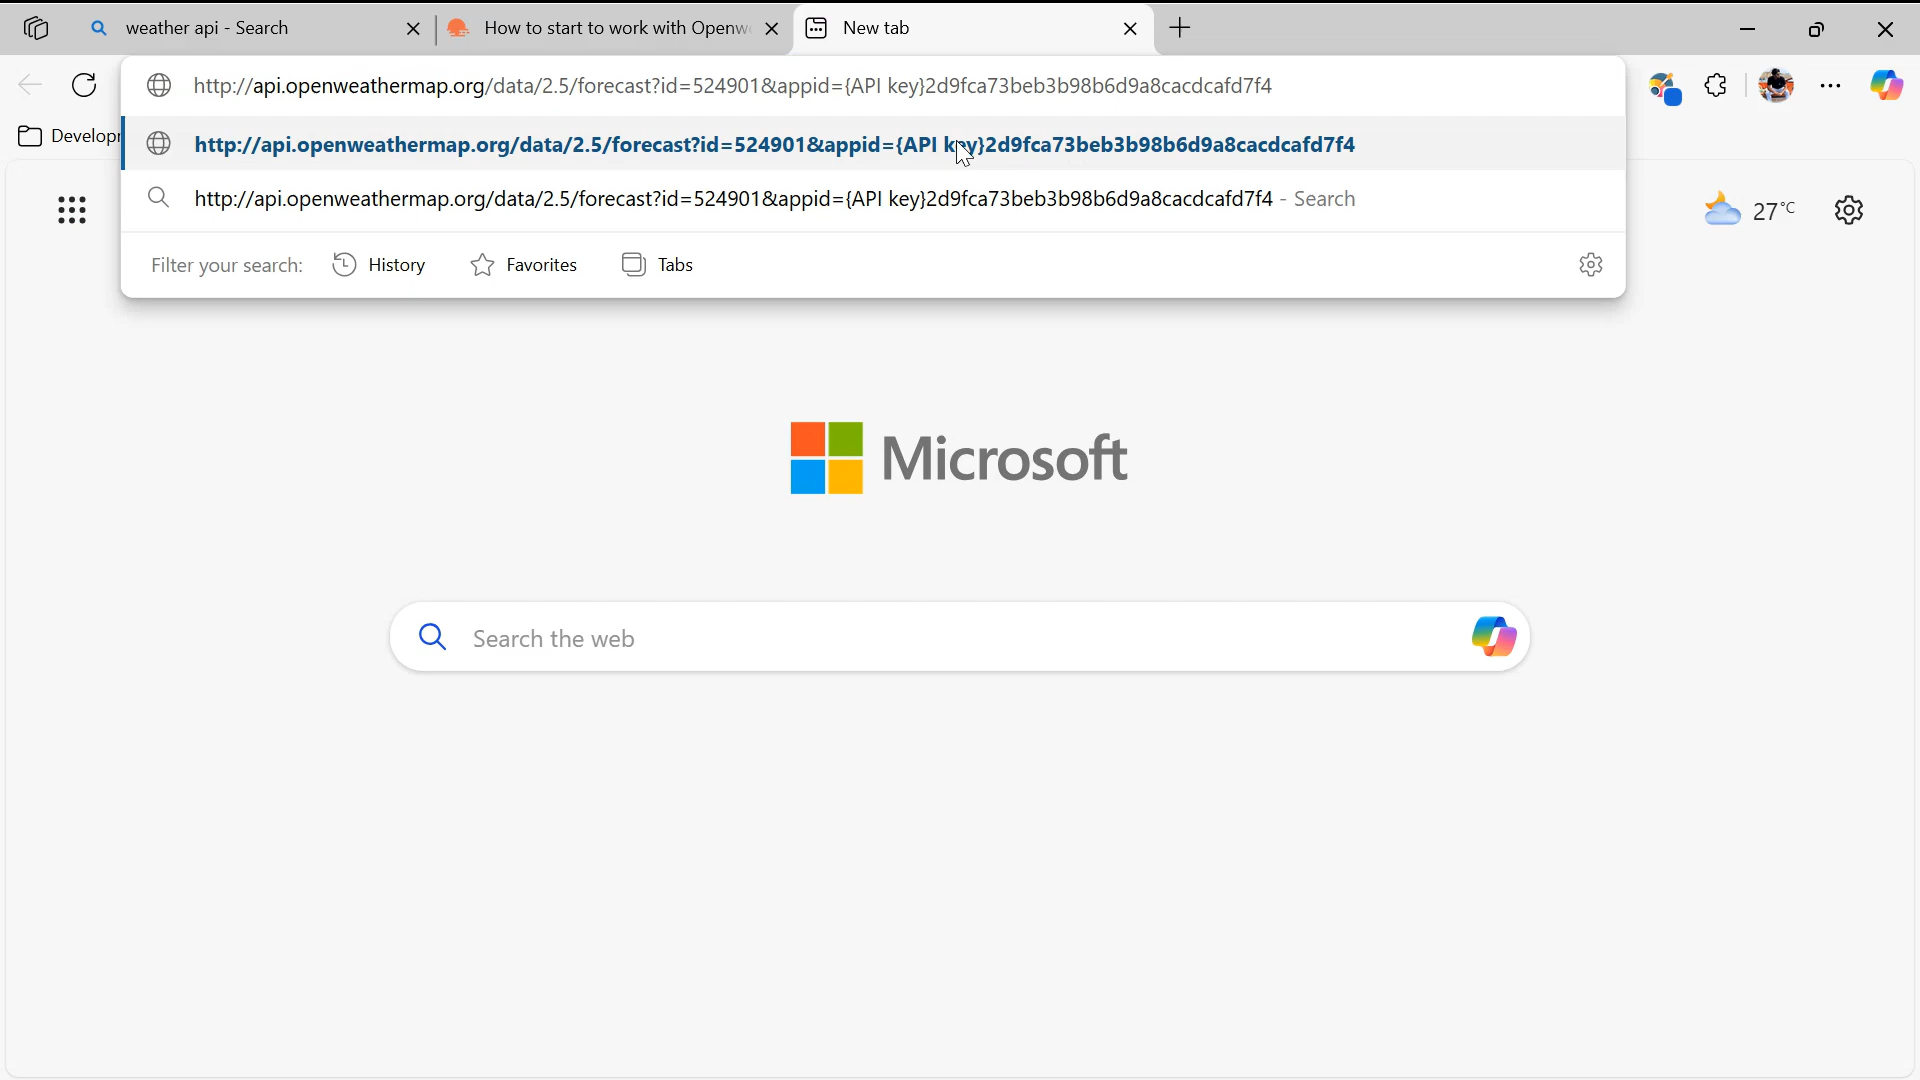 weather api - Search
How to start to work with Openwe
New tab
http://api.openweathermap.org/data/2.5/forecast?id=524901&appid={API key}2d9fca73beb3b98b6d9a8cacdcafd7f4
Develop
http://api.openweathermap.org/data/2.5/forecast?id=524901&appid={API key}2d9fca73beb3b98b6d9a8cacdcafd7f4
http://api.openweathermap.org/data/2.5/forecast?id=524901&appid={API key}2d9fca73beb3b98b6d9a8cacdcafd7f4 - Search
27°C
Filter your search: History Favorites Tabs
Microsoft
Search the web